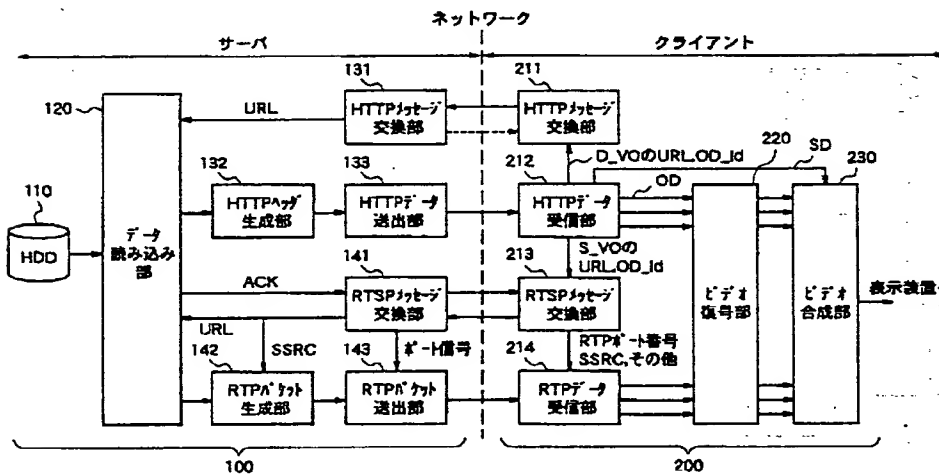 ネットワーク
サーバ
クライアント
131
211
120
URL
HTTPメッセージ
交換部
HTTPメッセージ
交換部
220
D_VOのURL,OD_id
SD
132
133
212
230
OD
110
HTTPヘッダ
生成部
HTTPデータ
送出部
HTTPデータ
受信部
HDD
データ
読み込み
部
S_VOの
URL,OD_id
141
213
ACK
RTSPメッセージ
交換部
RTSPメッセージ
交換部
ビデオ
復号部
ビデオ
合成部
表示装置へ
URL
SSRC
ポート信号
RTPポート番号
SSRC,その他
142
143
214
RTPパケット
生成部
RTPパケット
送出部
RTPデータ
受信部
100
200